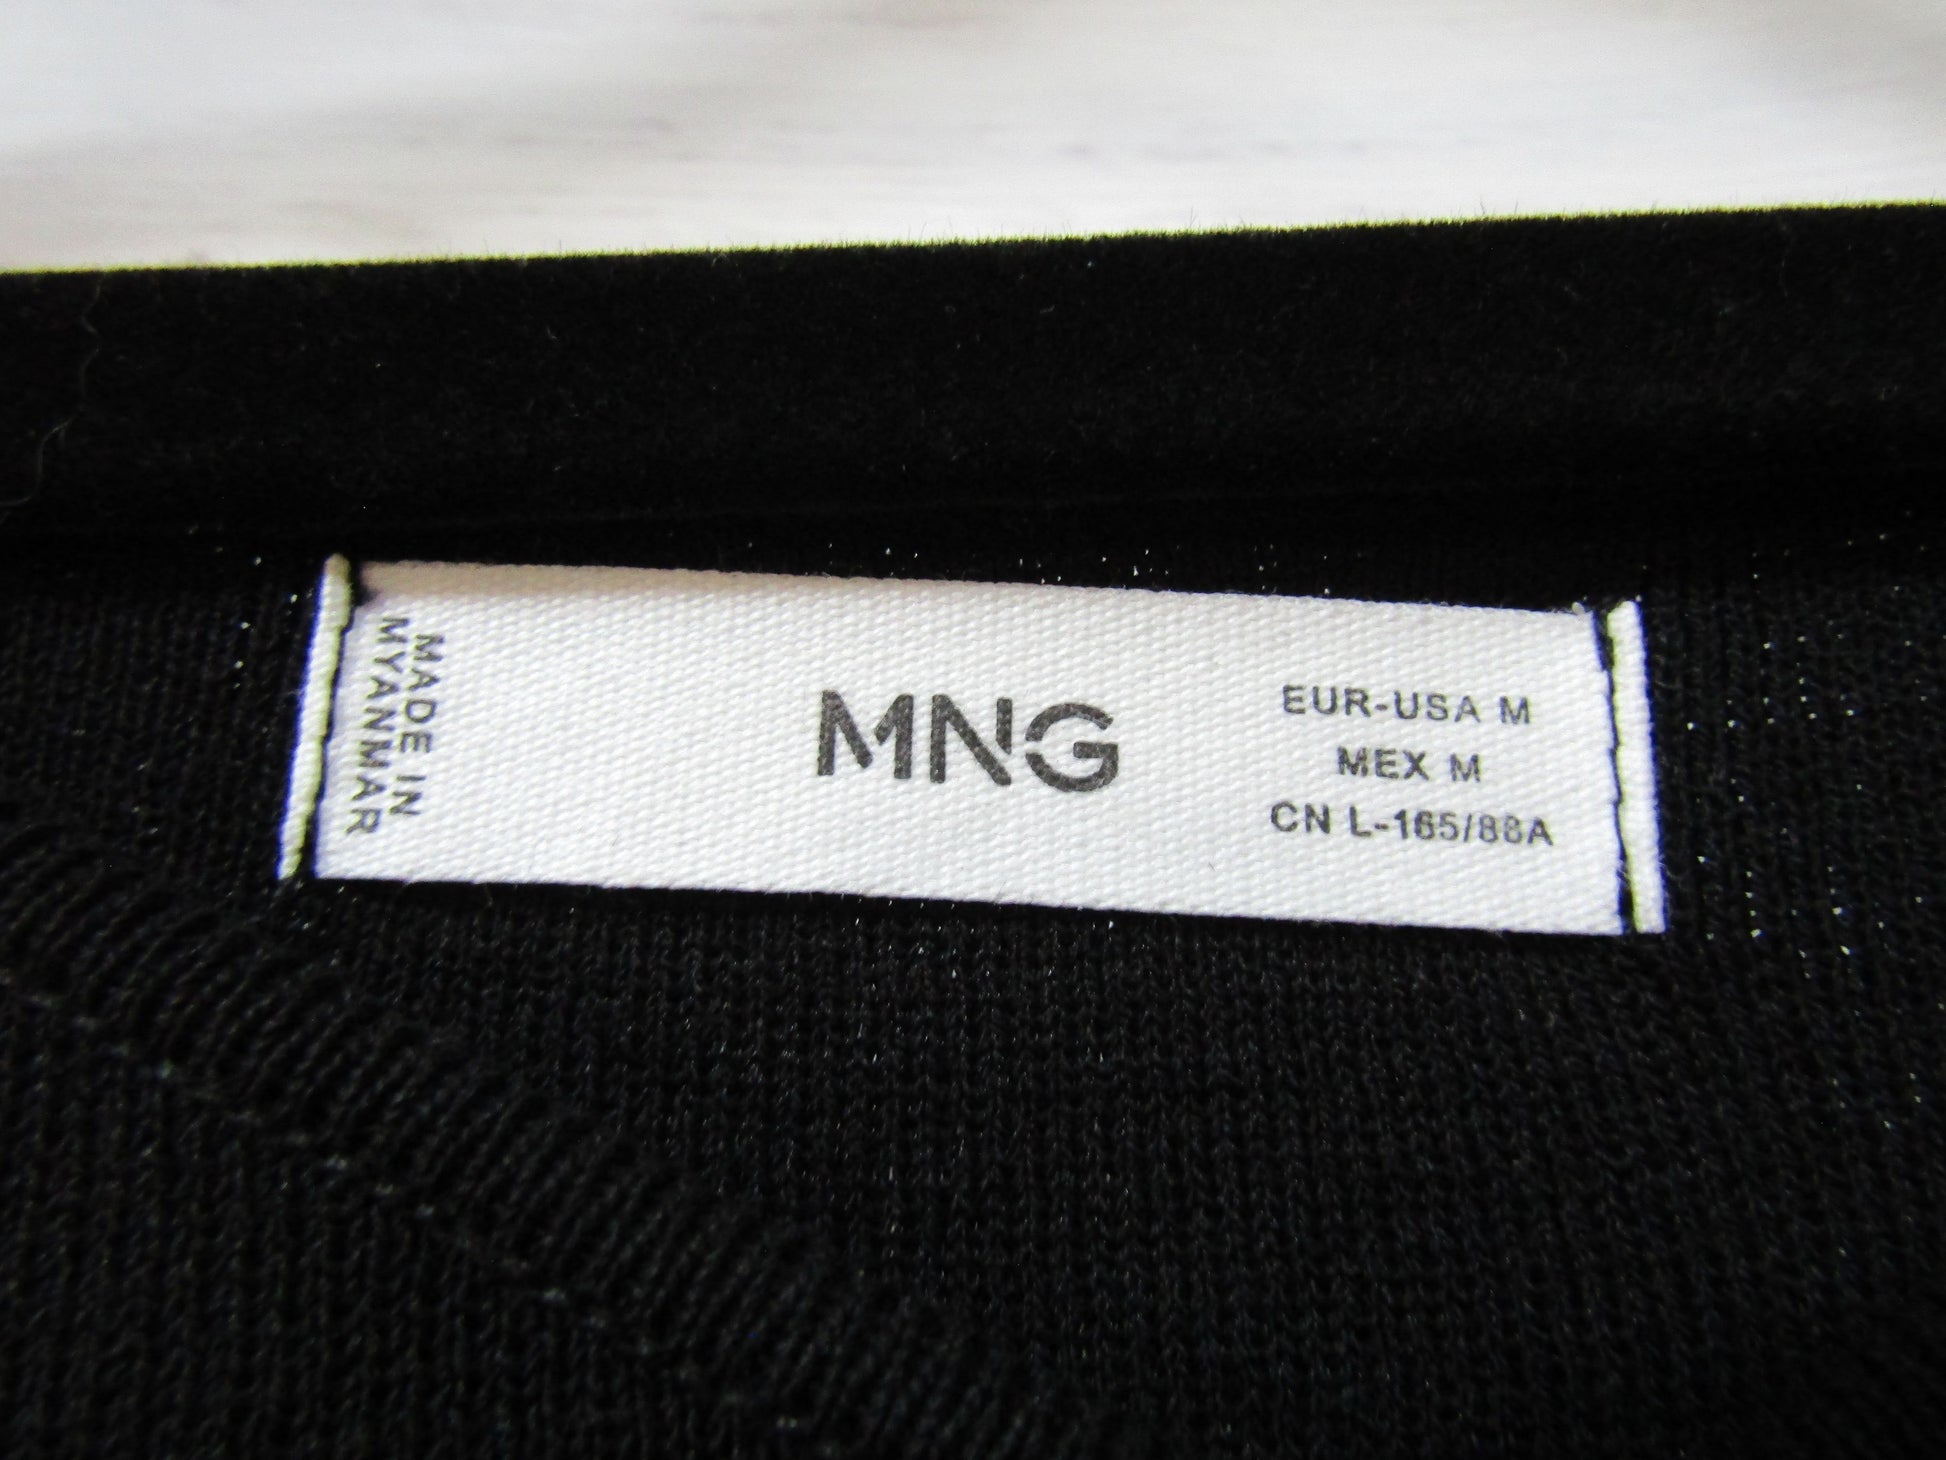 MADE IN
MYANMAR
MNG
EUR-USA M
MEX M
CN L-165/88A